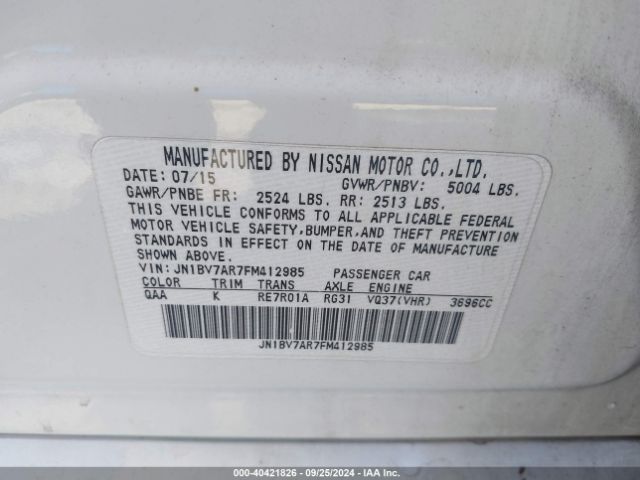 MANUFACTURED BY NISSAN MOTOR CO.,LTD.
DATE: 07/15 GVWR/PNBV: 5004 LBS.
GAWR/PNBE FR: 2524 LBS. RR: 2513 LBS.
THIS VEHICLE CONFORMS TO ALL APPLICABLE FEDERAL
MOTOR VEHICLE SAFETY,BUMPER,AND THEFT PREVENTION
STANDARDS IN EFFECT ON THE DATE OF MANUFACTURE
SHOWN ABOVE.
VIN: JN1BV7AR7FM412985 PASSENGER CAR
COLOR TRIM TRANS AXLE ENGINE
QAA K RE7R01A RG31 VQ37(VHR) 3696CC
JN1BV7AR7FM412985
000-40421826 - 09/25/2024 - IAA Inc.